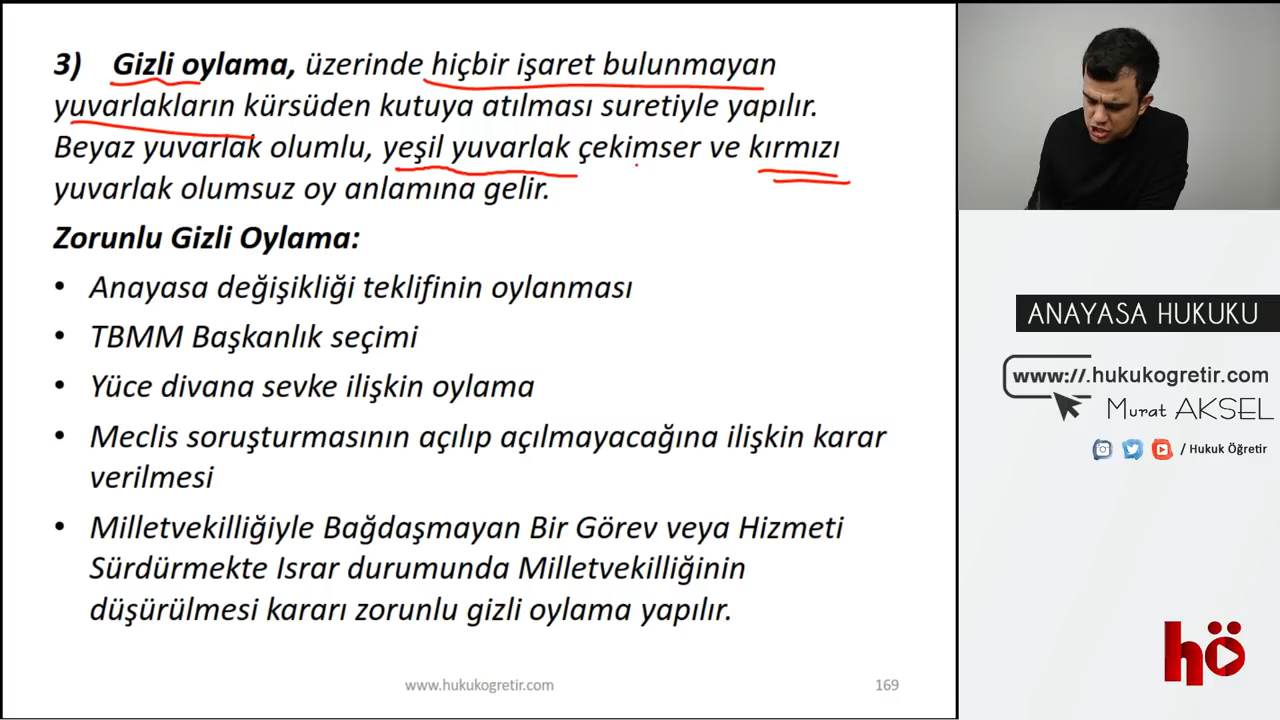 3) Gizli oylama, üzerinde hiçbir işaret bulunmayan
yuvarlakların kürsüden kutuya atılması suretiyle yapılır.
Beyaz yuvarlak olumlu, yeşil yuvarlak çekimser ve kırmızı
yuvarlak olumsuz oy anlamına gelir.
Zorunlu Gizli Oylama:
• Anayasa değişikliği teklifinin oylanması
• TBMM Başkanlık seçimi
• Yüce divana sevke ilişkin oylama
• Meclis soruşturmasının açılıp açılmayacağına ilişkin karar
verilmesi
• Milletvekilliğiyle Bağdaşmayan Bir Görev veya Hizmeti
Sürdürmekte Israr durumunda Milletvekilliğinin
düşürülmesi kararı zorunlu gizli oylama yapılır.
www.hukukogretir.com
169
ANAYASA HUKUKU
www://.hukukogretir.com
Murat AKSEL
/ Hukuk Öğretir
hö